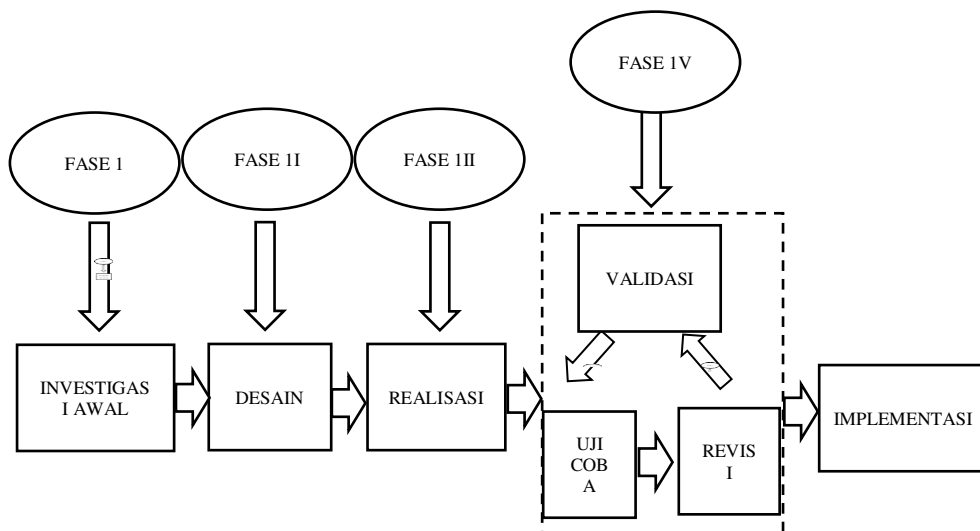 FASE 1V
FASE 1
FASE 1I
FASE 1II
VALIDASI
INVESTIGAS
I AWAL
DESAIN
REALISASI
UJI
COB
A
REVIS
I
IMPLEMENTASI